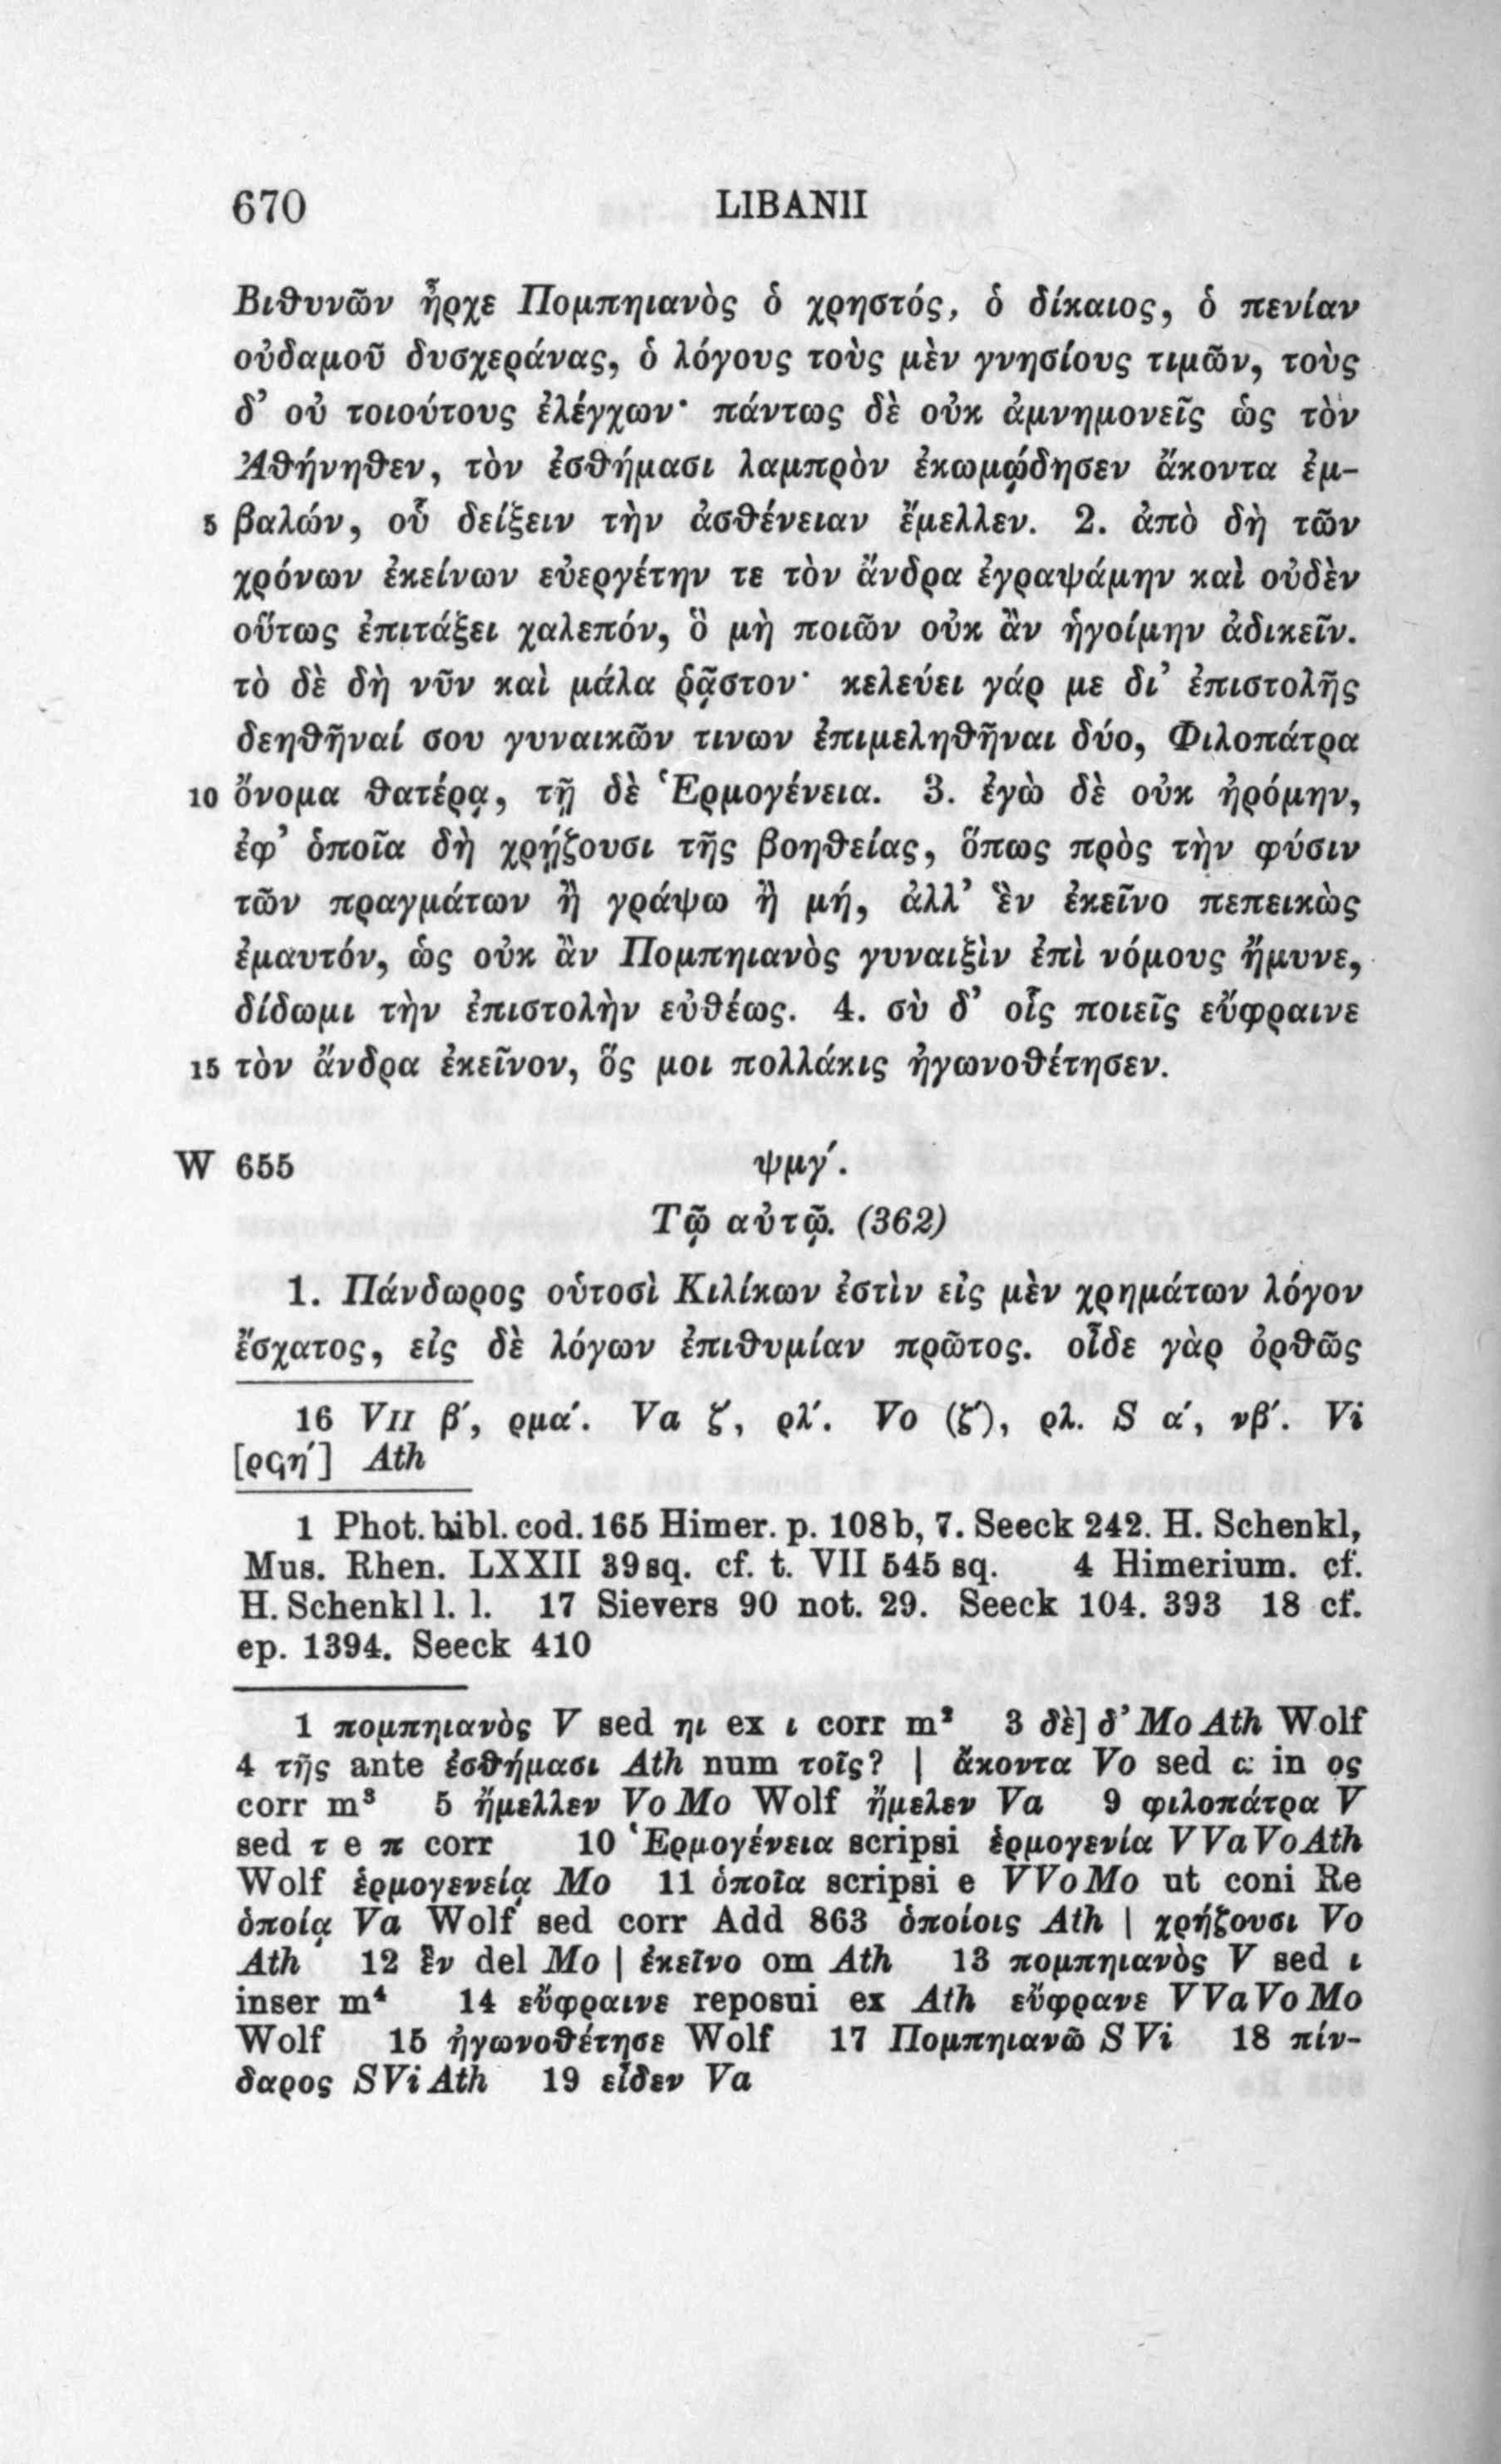 670 LIBANII
Βιθυνῶν ἦρχε Πομπηιανὸς ὁ χρηστός, ὁ δίκαιος, ὁ πενίαν
οὐδαμοῦ δυσχεράνας, ὁ λόγους τοὺς μὲν γνησίους τιμῶν, τοὺς
δ’ οὐ τοιούτους ἐλέγχων· πάντως δὲ οὐκ ἀμνημονεῖς ὡς τὸν
Ἀθήνηθεν, τὸν ἐσθήμασι λαμπρὸν ἐκωμῴδησεν ἄκοντα ἐμ-
5 βαλών, οὗ δείξειν τὴν ἀσθένειαν ἔμελλεν. 2. ἀπὸ δὴ τῶν
χρόνων ἐκείνων εὐεργέτην τε τὸν ἄνδρα ἐγραψάμην καὶ οὐδὲν
οὕτως ἐπιτάξει χαλεπόν, ὃ μὴ ποιῶν οὐκ ἂν ἡγοίμην ἀδικεῖν.
τὸ δὲ δὴ νῦν καὶ μάλα ῥᾷστον· κελεύει γάρ με δι’ ἐπιστολῆς
δεηθῆναί σου γυναικῶν τινων ἐπιμεληθῆναι δύο, Φιλοπάτρα
10 ὄνομα θατέρᾳ, τῇ δὲ Ἑρμογένεια. 3. ἐγὼ δὲ οὐκ ἠρόμην,
ἐφ’ ὁποῖα δὴ χρῄζουσι τῆς βοηθείας, ὅπως πρὸς τὴν φύσιν
τῶν πραγμάτων ἢ γράψω ἢ μή, ἀλλ’ ἓν ἐκεῖνο πεπεικὼς
ἐμαυτόν, ὡς οὐκ ἂν Πομπηιανὸς γυναιξὶν ἐπὶ νόμους ἤμυνε,
δίδωμι τὴν ἐπιστολὴν εὐθέως. 4. σὺ δ’ οἷς ποιεῖς εὔφραινε
15 τὸν ἄνδρα ἐκεῖνον, ὅς μοι πολλάκις ἠγωνοθέτησεν.
W 655 ψμγ΄.
Τῷ αὐτῷ. (362)
1. Πάνδωρος οὑτοσὶ Κιλίκων ἐστὶν εἰς μὲν χρημάτων λόγον
ἔσχατος, εἰς δὲ λόγων ἐπιθυμίαν πρῶτος. οἶδε γὰρ ὀρθῶς
16 VII β΄, ρμα΄. Va ζ΄, ρλ΄. Vo (ζ΄), ρλ. S α΄, νβ΄. Vi
[ρϟη΄] Ath
1 Phot. bibl. cod. 165 Himer. p. 108b, 7. Seeck 242. H. Schenkl,
Mus. Rhen. LXXII 39 sq. cf. t. VII 545 sq. 4 Himerium. cf.
H. Schenkl l. l. 17 Sievers 90 not. 29. Seeck 104. 393 18 cf.
ep. 1394. Seeck 410
1 πομπηιανὸς V sed ηι ex ι corr m² 3 δὲ] δ’ Mo Ath Wolf
4 τῆς ante ἐσθήμασι Ath num τοῖς? | ἄκοντα Vo sed α in ος
corr m³ 5 ἤμελλεν Vo Mo Wolf ἤμελεν Va 9 φιλοπάτρα V
sed τ e π corr 10 Ἑρμογένεια scripsi ἑρμογενία V Va Vo Ath
Wolf ἑρμογενείᾳ Mo 11 ὁποῖα scripsi e V Vo Mo ut coni Re
ὁποίᾳ Va Wolf sed corr Add 863 ὁποίοις Ath | χρήζουσι Vo
Ath 12 ἓν del Mo | ἐκεῖνο om Ath 13 πομπηιανὸς V sed ι
inser m⁴ 14 εὔφραινε reposui ex Ath εὔφρανε V Va Vo Mo
Wolf 15 ἠγωνοθέτησε Wolf 17 Πομπηιανῶ S Vi 18 πίν-
δαρος S Vi Ath 19 εἶδεν Va